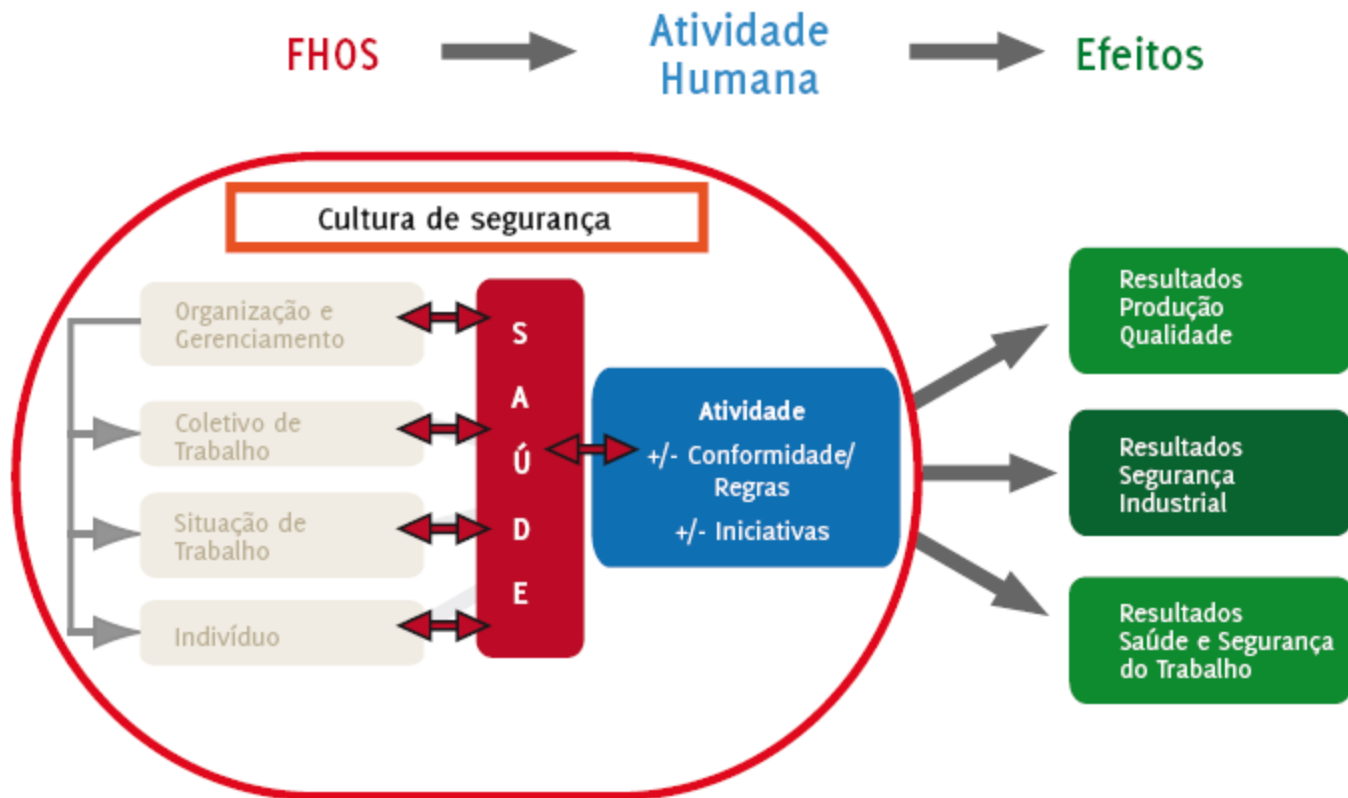 FHOS
Atividade
Humana
Efeitos
Cultura de segurança
Organização e
Gerenciamento
Coletivo de
Trabalho
Situação de
Trabalho
Indivíduo
S
A
Ú
D
E
Atividade
+/- Conformidade/
Regras
+/- Iniciativas
Resultados
Produção
Qualidade
Resultados
Segurança
Industrial
Resultados
Saúde e Segurança
do Trabalho